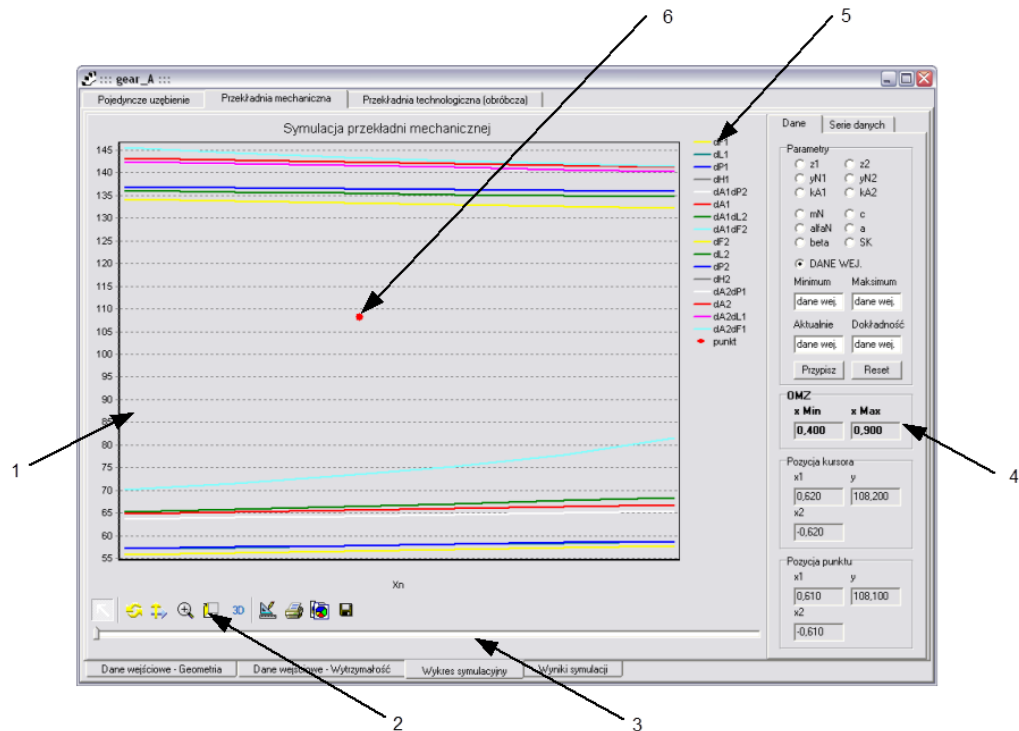 6
5
::: gear_A :::
Pojedyncze uzębienie Przekładnia mechaniczna Przekładnia technologiczna (obróbcza)
Symulacja przekładni mechanicznej
145
140
135
130
125
120
115
110
105
100
95
90
85
80
75
70
65
60
55
Xn
dF1
dL1
dP1
dH1
dA1dP2
dA1
dA1dL2
dA1dF2
dF2
dL2
dP2
dH2
dA2dP1
dA2
dA2dL1
dA2dF1
punkt
Dane Serie danych
Parametry
z1 z2
yN1 yN2
kA1 kA2
mN c
alfaN a
beta SK
DANE WEJ.
Minimum Maksimum
dane wej. dane wej.
Aktualnie Dokładność
dane wej. dane wej.
Przypisz Reset
OMZ
x Min x Max
0,400 0,900
Pozycja kursora
x1 y
0,620 108,200
x2
-0,620
Pozycja punktu
x1 y
0,610 108,100
x2
-0,610
3D
Dane wejściowe - Geometria Dane wejściowe - Wytrzymałość Wykres symulacyjny Wyniki symulacji
1
4
2
3